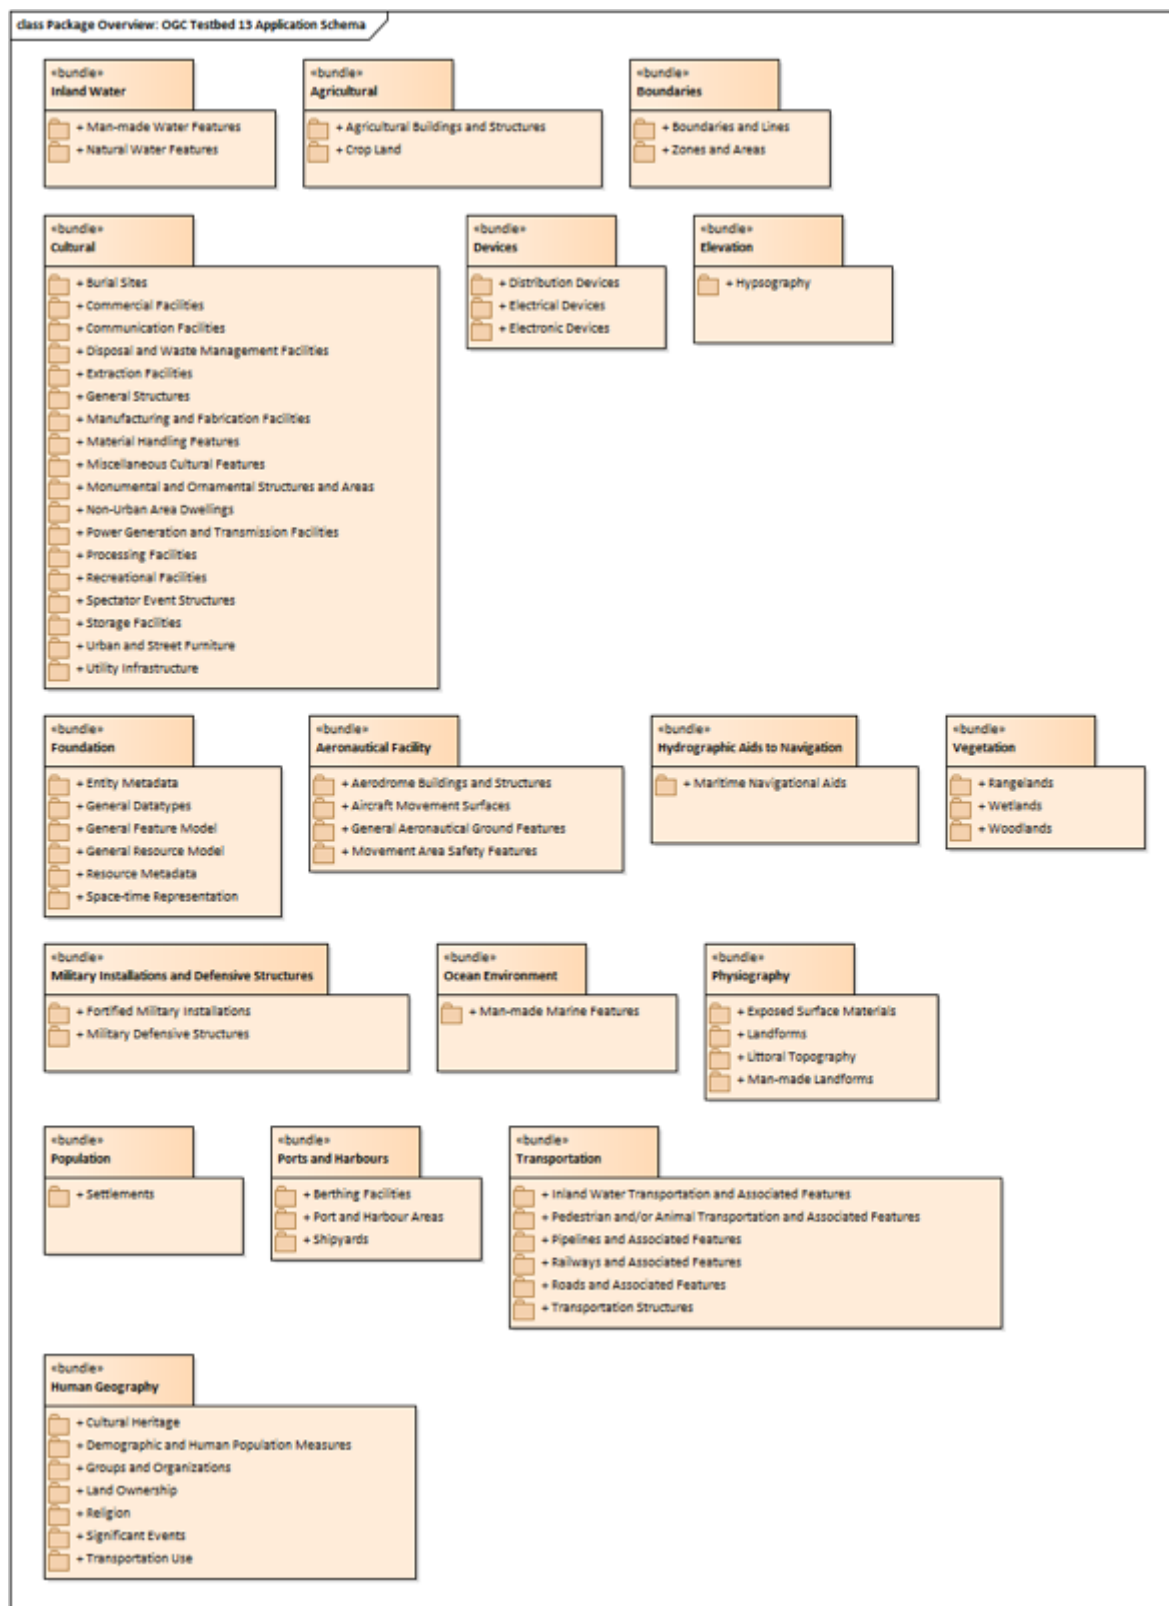 class Package Overview: OGC Testbed 13 Application Schema
«bundle»
Inland Water
+ Man-made Water Features
+ Natural Water Features
«bundle»
Agricultural
+ Agricultural Buildings and Structures
+ Crop Land
«bundle»
Boundaries
+ Boundaries and Lines
+ Zones and Areas
«bundle»
Cultural
+ Burial Sites
+ Commercial Facilities
+ Communication Facilities
+ Disposal and Waste Management Facilities
+ Extraction Facilities
+ General Structures
+ Manufacturing and Fabrication Facilities
+ Material Handling Features
+ Miscellaneous Cultural Features
+ Monumental and Ornamental Structures and Areas
+ Non-Urban Area Dwellings
+ Power Generation and Transmission Facilities
+ Processing Facilities
+ Recreational Facilities
+ Spectator Event Structures
+ Storage Facilities
+ Urban and Street Furniture
+ Utility Infrastructure
«bundle»
Devices
+ Distribution Devices
+ Electrical Devices
+ Electronic Devices
«bundle»
Elevation
+ Hypsography
«bundle»
Foundation
+ Entity Metadata
+ General Datatypes
+ General Feature Model
+ General Resource Model
+ Resource Metadata
+ Space-time Representation
«bundle»
Aeronautical Facility
+ Aerodrome Buildings and Structures
+ Aircraft Movement Surfaces
+ General Aeronautical Ground Features
+ Movement Area Safety Features
«bundle»
Hydrographic Aids to Navigation
+ Maritime Navigational Aids
«bundle»
Vegetation
+ Rangelands
+ Wetlands
+ Woodlands
«bundle»
Military Installations and Defensive Structures
+ Fortified Military Installations
+ Military Defensive Structures
«bundle»
Ocean Environment
+ Man-made Marine Features
«bundle»
Physiography
+ Exposed Surface Materials
+ Landforms
+ Littoral Topography
+ Man-made Landforms
«bundle»
Population
+ Settlements
«bundle»
Ports and Harbours
+ Berthing Facilities
+ Port and Harbour Areas
+ Shipyards
«bundle»
Transportation
+ Inland Water Transportation and Associated Features
+ Pedestrian and/or Animal Transportation and Associated Features
+ Pipelines and Associated Features
+ Railways and Associated Features
+ Roads and Associated Features
+ Transportation Structures
«bundle»
Human Geography
+ Cultural Heritage
+ Demographic and Human Population Measures
+ Groups and Organizations
+ Land Ownership
+ Religion
+ Significant Events
+ Transportation Use